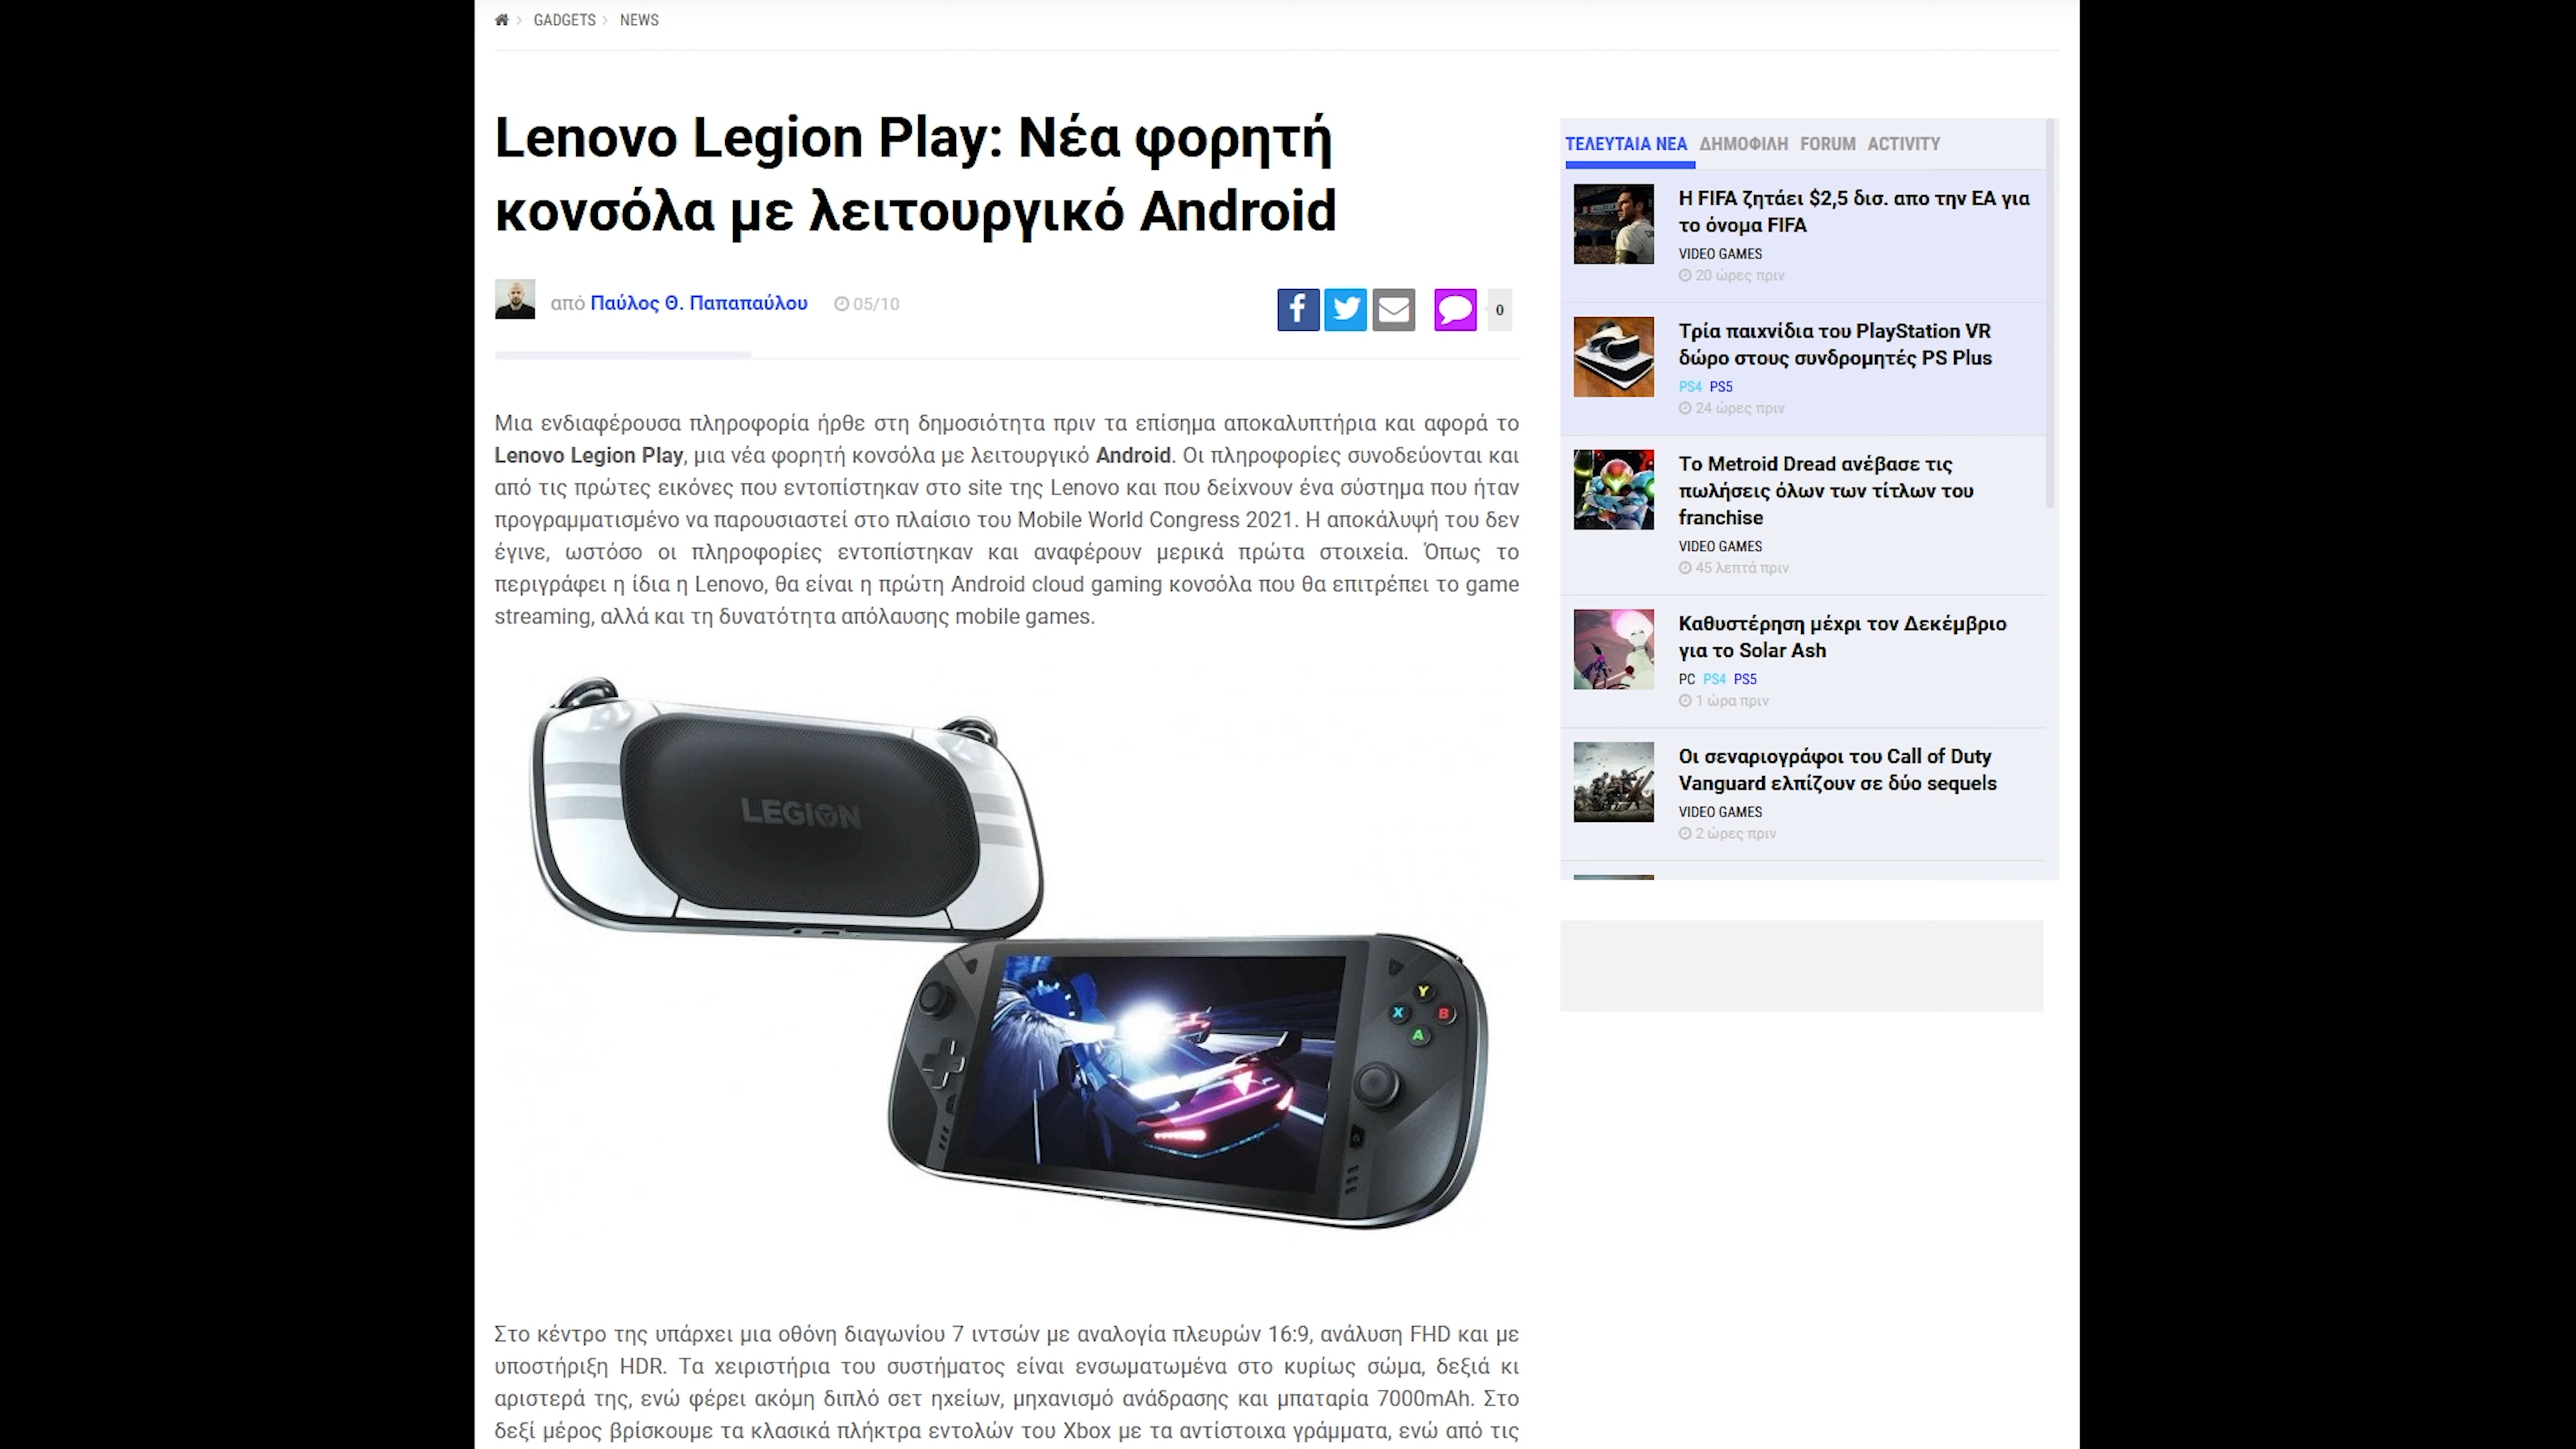 GADGETS
NEWS
Lenovo Legion Play: Νέα φορητή
κονσόλα με λειτουργικό Android
από Παύλος Θ. Παπαπαύλου
05/10
0
Μια ενδιαφέρουσα πληροφορία ήρθε στη δημοσιότητα πριν τα επίσημα αποκαλυπτήρια και αφορά το
Lenovo Legion Play, μια νέα φορητή κονσόλα με λειτουργικό Android. Οι πληροφορίες συνοδεύονται και
από τις πρώτες εικόνες που εντοπίστηκαν στο site της Lenovo και που δείχνουν ένα σύστημα που ήταν
προγραμματισμένο να παρουσιαστεί στο πλαίσιο του Mobile World Congress 2021. Η αποκάλυψή του δεν
έγινε, ωστόσο οι πληροφορίες εντοπίστηκαν και αναφέρουν μερικά πρώτα στοιχεία. Όπως το
περιγράφει η ίδια η Lenovo, θα είναι η πρώτη Android cloud gaming κονσόλα που θα επιτρέπει το game
streaming, αλλά και τη δυνατότητα απόλαυσης mobile games.
LEGION
Y
X
B
A
Στο κέντρο της υπάρχει μια οθόνη διαγωνίου 7 ιντσών με αναλογία πλευρών 16:9, ανάλυση FHD και με
υποστήριξη HDR. Τα χειριστήρια του συστήματος είναι ενσωματωμένα στο κυρίως σώμα, δεξιά κι
αριστερά της, ενώ φέρει ακόμη διπλό σετ ηχείων, μηχανισμό ανάδρασης και μπαταρία 7000mAh. Στο
δεξί μέρος βρίσκουμε τα κλασικά πλήκτρα εντολών του Xbox με τα αντίστοιχα γράμματα, ενώ από τις
ΤΕΛΕΥΤΑΙΑ ΝΕΑ ΔΗΜΟΦΙΛΗ FORUM ACTIVITY
Η FIFA ζητάει $2,5 δισ. απο την EA για
το όνομα FIFA
VIDEO GAMES
20 ώρες πριν
Τρία παιχνίδια του PlayStation VR
δώρο στους συνδρομητές PS Plus
PS4 PS5
24 ώρες πριν
Το Metroid Dread ανέβασε τις
πωλήσεις όλων των τίτλων του
franchise
VIDEO GAMES
45 λεπτά πριν
Καθυστέρηση μέχρι τον Δεκέμβριο
για το Solar Ash
PC PS4 PS5
1 ώρα πριν
Οι σεναριογράφοι του Call of Duty
Vanguard ελπίζουν σε δύο sequels
VIDEO GAMES
2 ώρες πριν